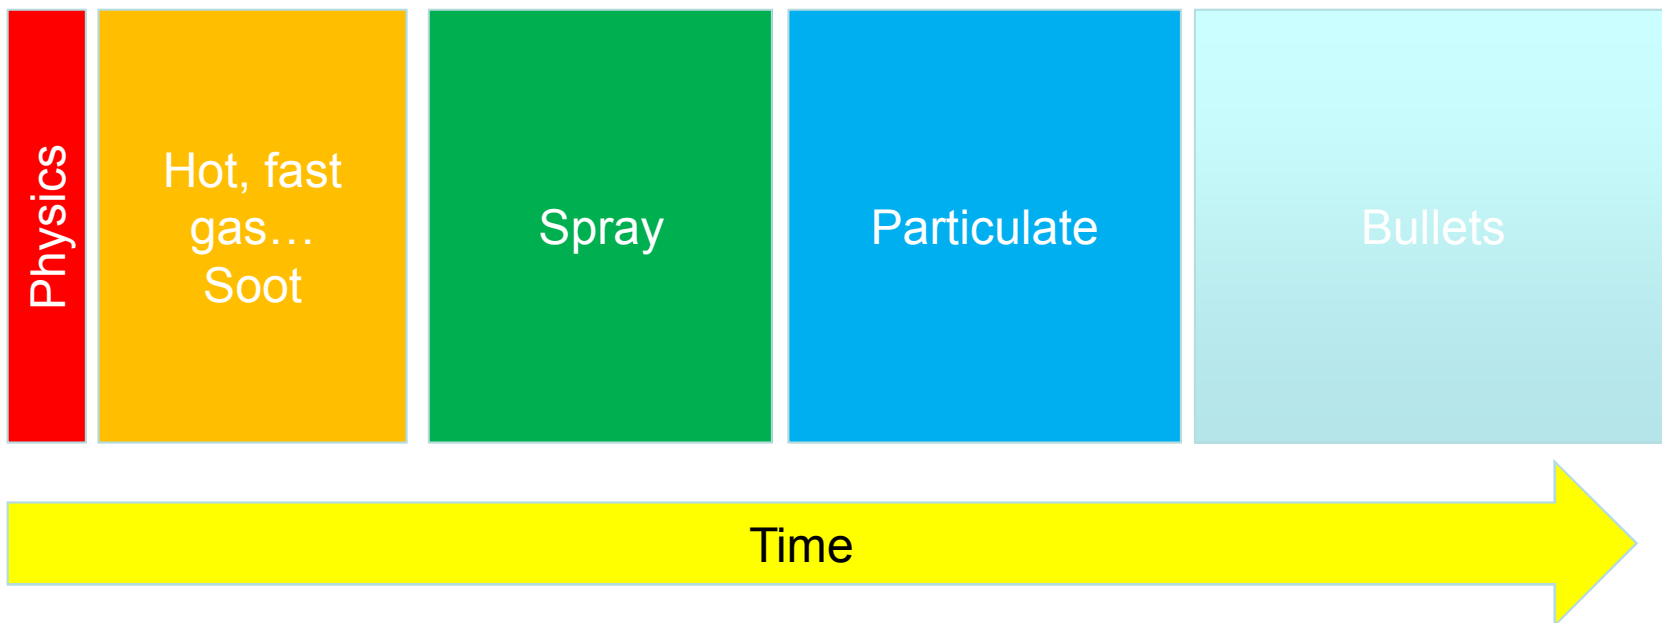 Physics
Hot, fast
gas…
Soot
Spray
Particulate
Bullets
Time